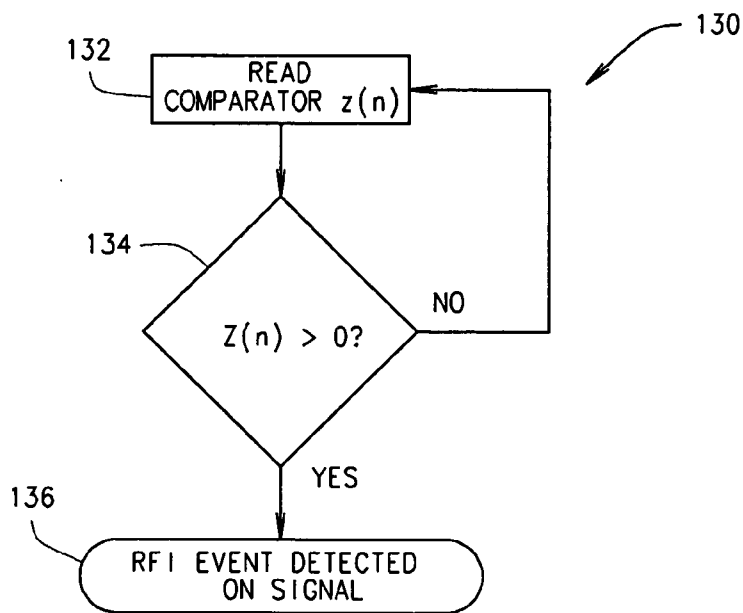 130
132
READ
COMPARATOR z(n)
134
Z(n) > 0?
NO
YES
136
RFI EVENT DETECTED
ON SIGNAL